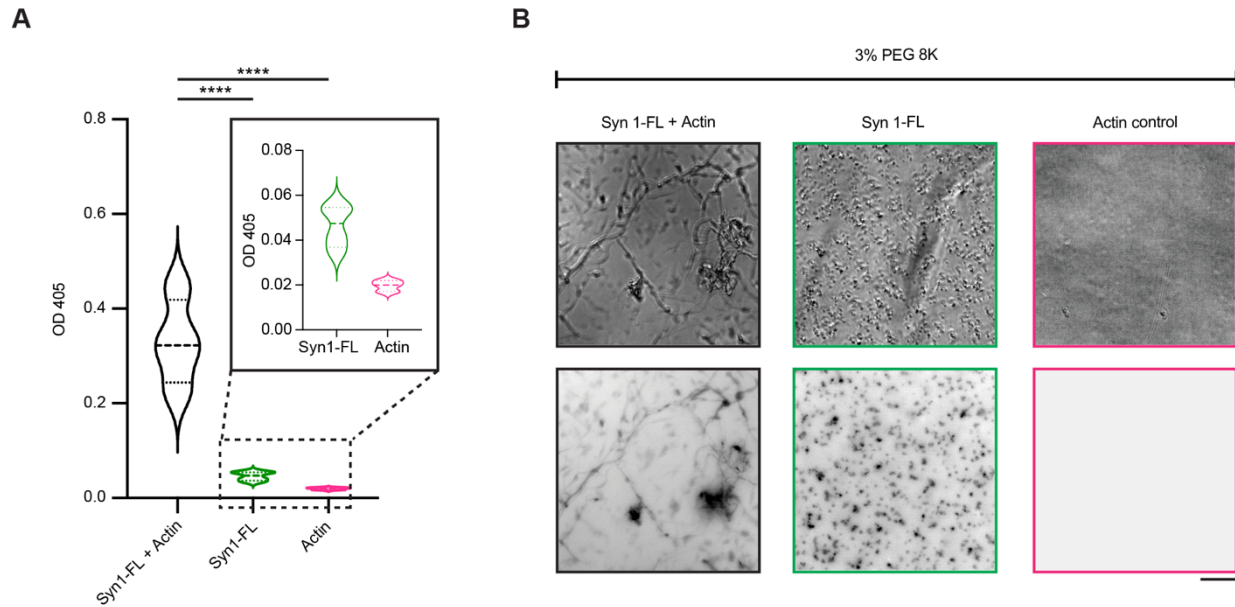 A
B
****
****
3% PEG 8K
Syn 1-FL + Actin
Syn 1-FL
Actin control
0.8
0.6
0.4
0.2
0.0
OD 405
0.08
0.06
0.04
0.02
0.00
OD 405
Syn1-FL
Actin
Syn1-FL + Actin
Syn1-FL
Actin